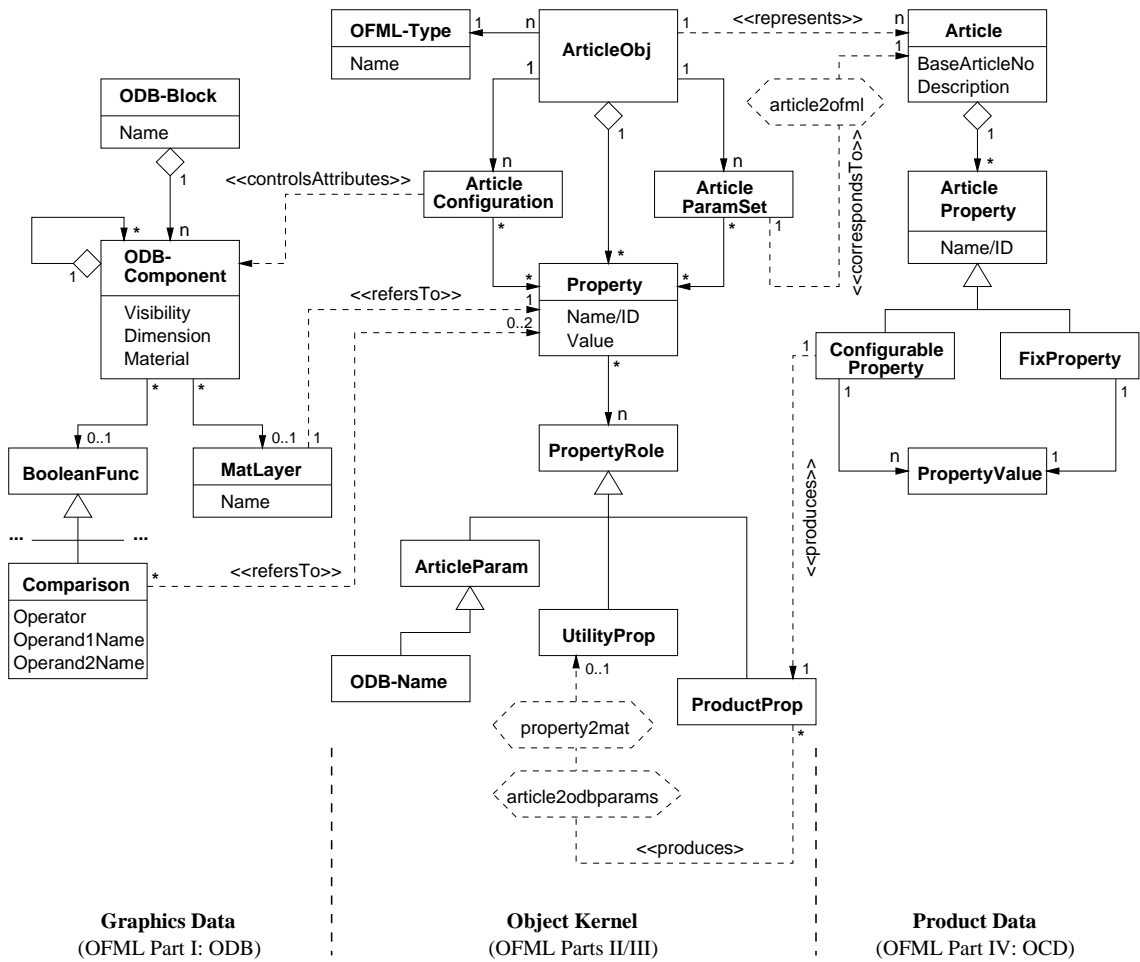 OFML-Type
Name
1
n
ArticleObj
1
<<represents>>
n
Article
BaseArticleNo
Description
1
1
1
1
article2ofml
1
*
ODB-Block
Name
1
n
<<controlsAttributes>>
n
Article
Configuration
*
n
Article
ParamSet
*
1
<<correspondsTo>>
Article
Property
Name/ID
*
1
ODB-
Component
Visibility
Dimension
Material
*
*
<<refersTo>>
*
*
*
1
0..2
Property
Name/ID
Value
*
n
1
Configurable
Property
1
FixProperty
1
0..1
BooleanFunc
0..1
1
MatLayer
Name
PropertyRole
<<produces>>
n
1
PropertyValue
...
...
Comparison
Operator
Operand1Name
Operand2Name
*
<<refersTo>>
ArticleParam
UtilityProp
0..1
ODB-Name
1
ProductProp
*
property2mat
article2odbparams
<<produces>
Graphics Data
(OFML Part I: ODB)
Object Kernel
(OFML Parts II/III)
Product Data
(OFML Part IV: OCD)